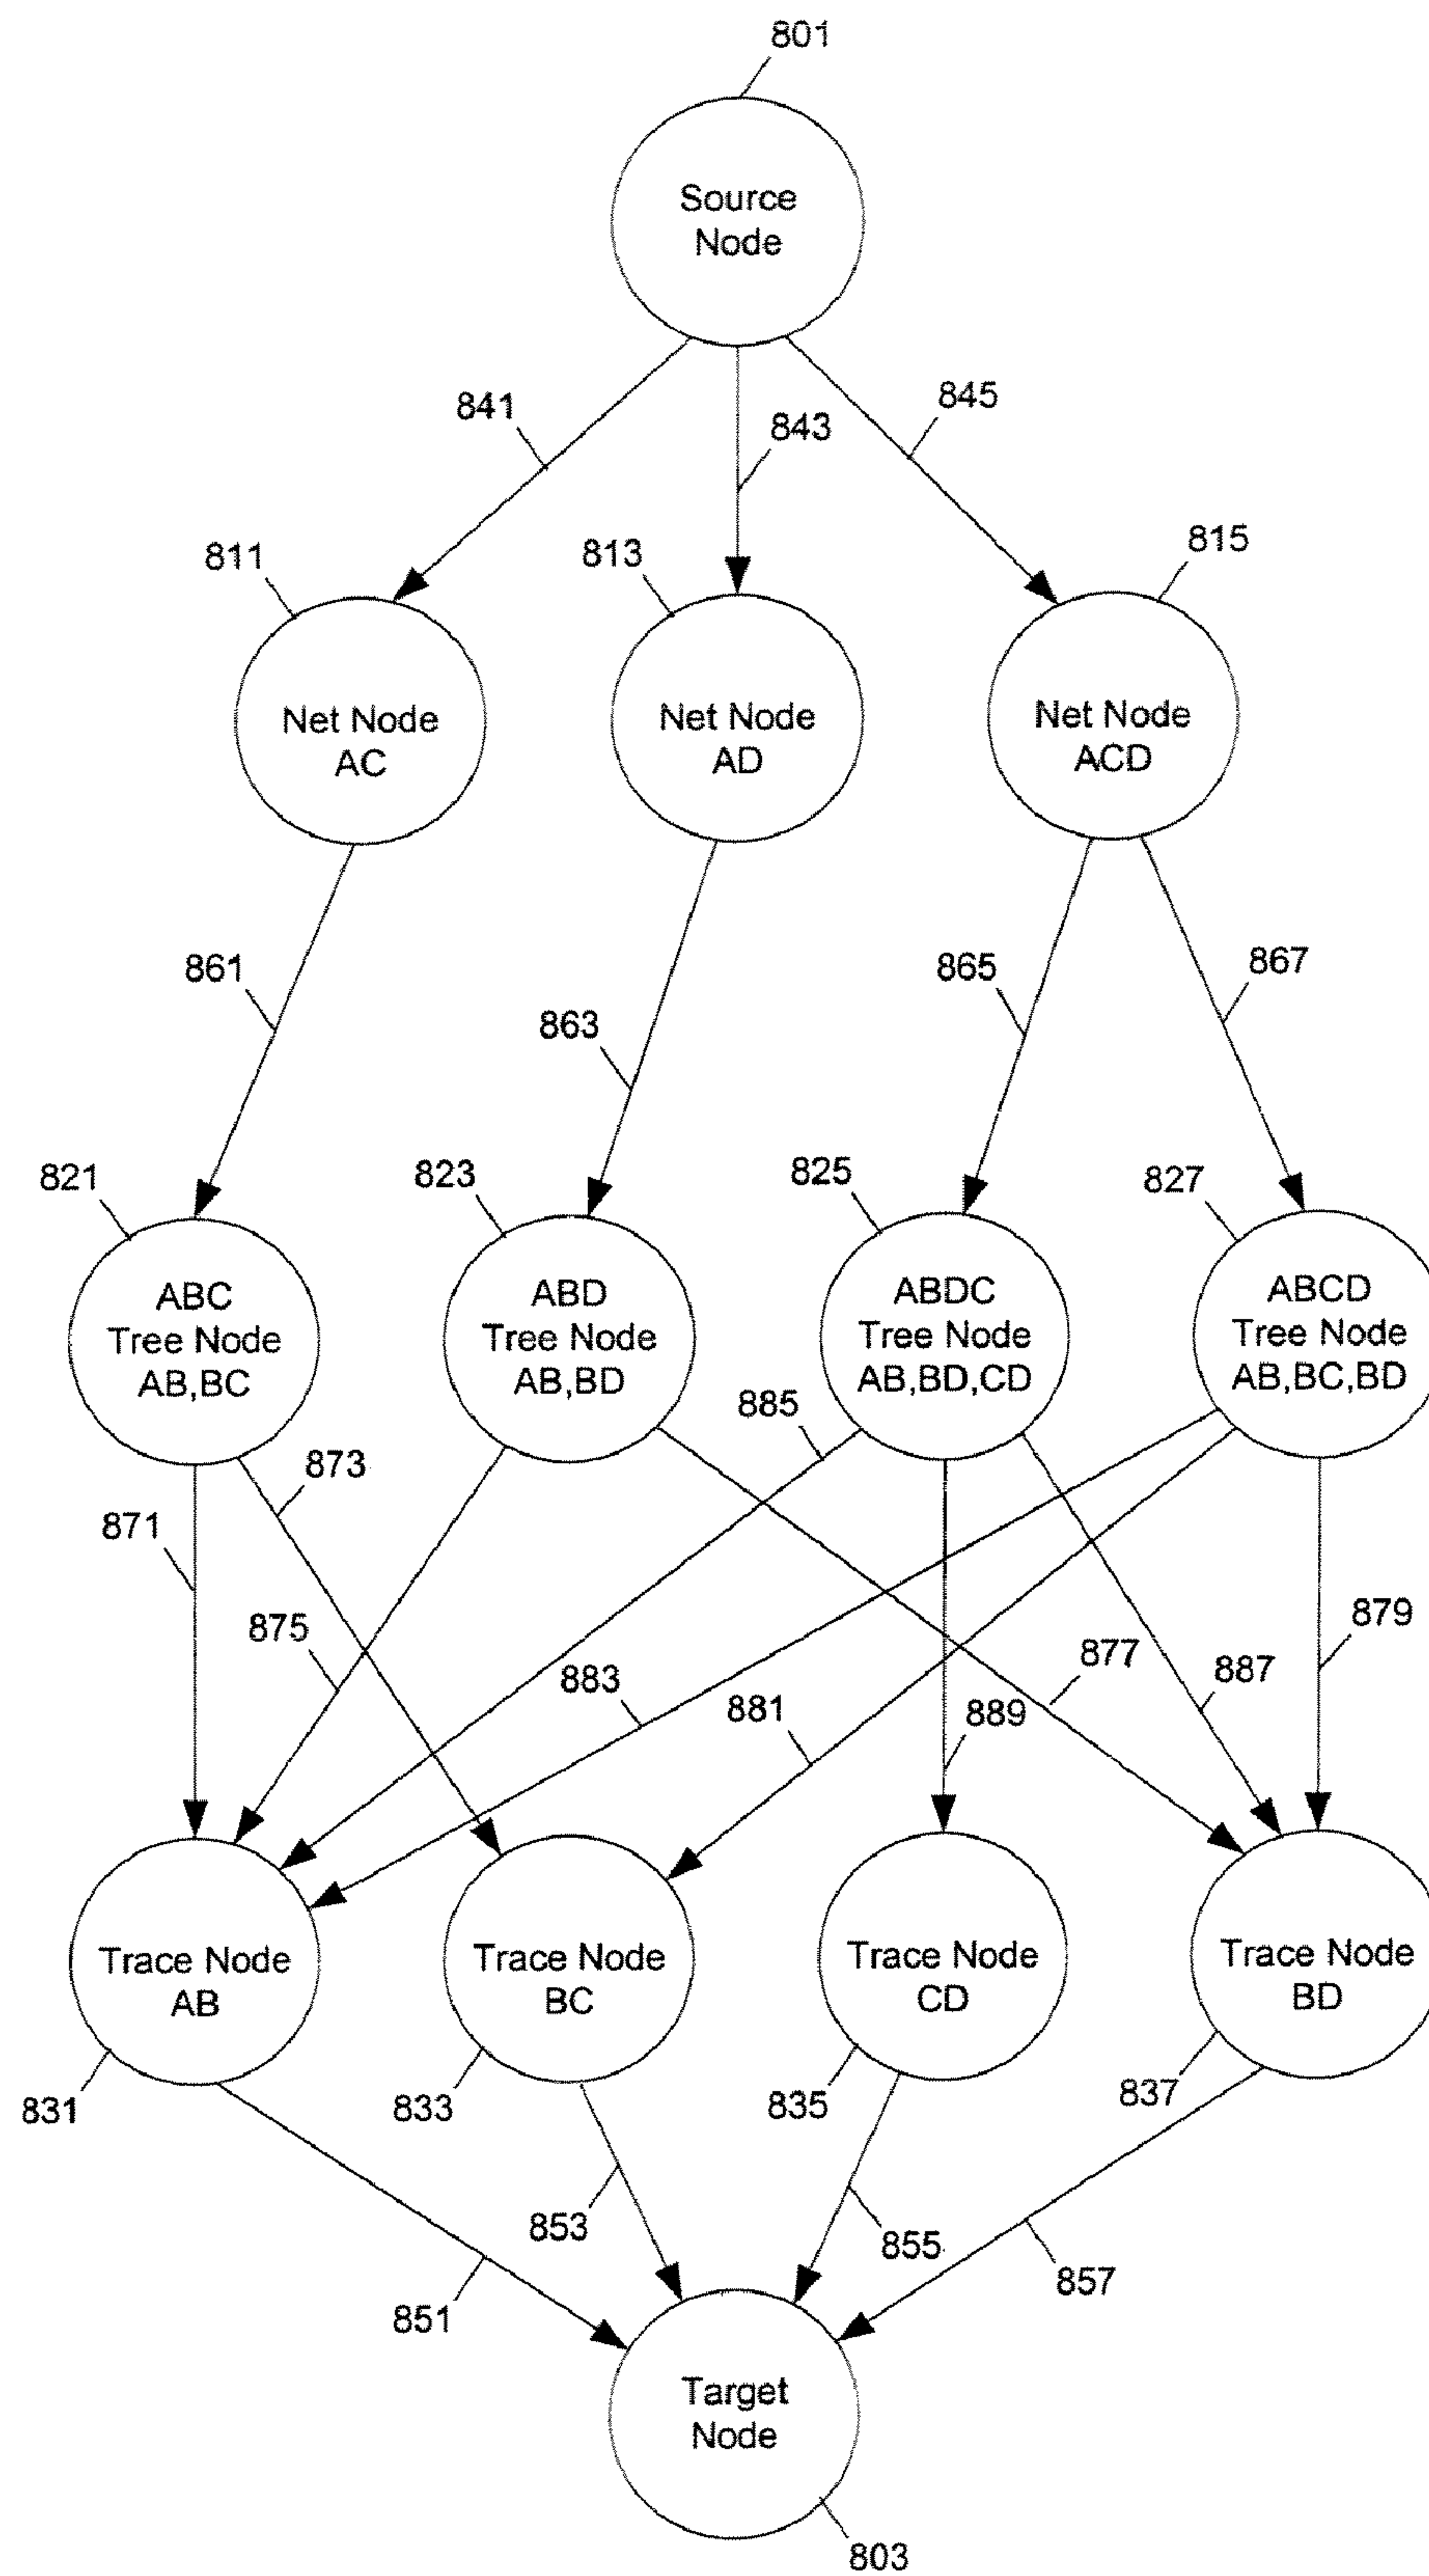 801
Source
Node
841
843
845
811
813
815
Net Node
AC
Net Node
AD
Net Node
ACD
861
863
865
867
821
823
825
827
ABC
Tree Node
AB,BC
ABD
Tree Node
AB,BD
ABDC
Tree Node
AB,BD,CD
ABCD
Tree Node
AB,BC,BD
885
873
871
875
883
881
889
877
887
879
Trace Node
AB
Trace Node
BC
Trace Node
CD
Trace Node
BD
831
833
835
837
853
855
851
857
Target
Node
803